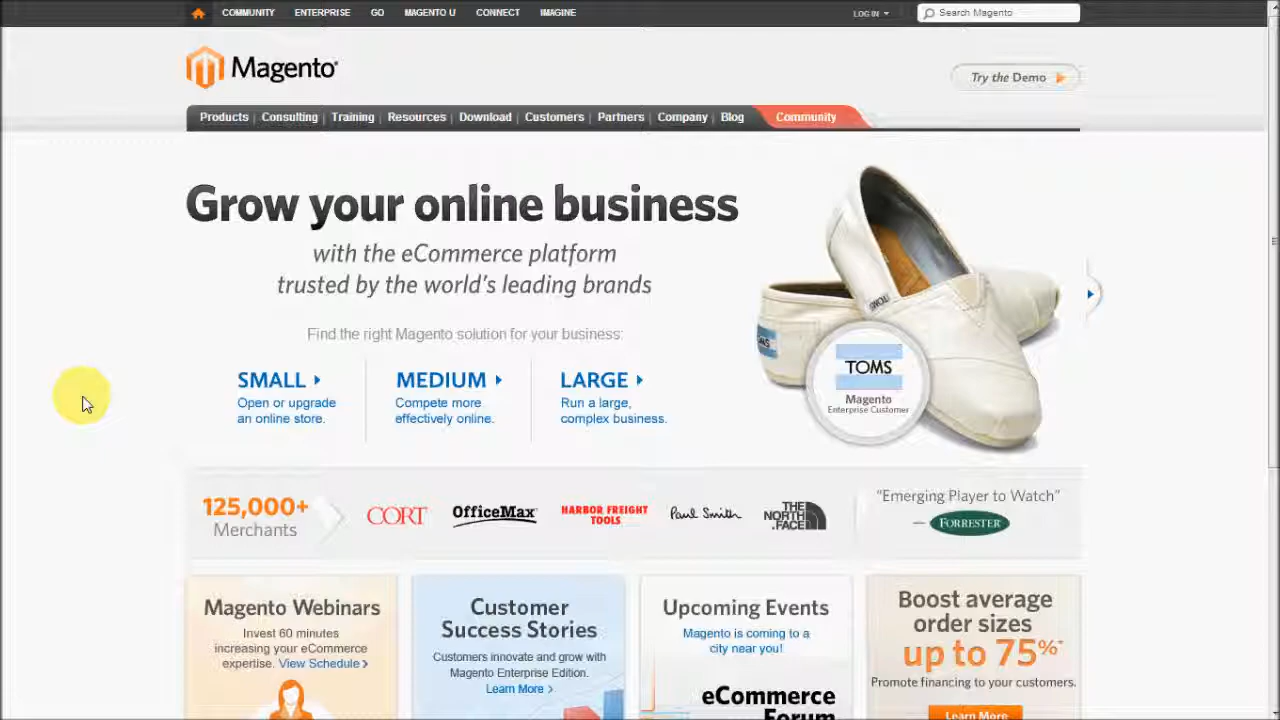 COMMUNITY ENTERPRISE GO MAGENTO U CONNECT IMAGINE LOG IN Search Magento
Magento
Try the Demo
Products | Consulting | Training | Resources | Download | Customers | Partners | Company | Blog Community
Grow your online business
with the eCommerce platform
trusted by the world's leading brands
Find the right Magento solution for your business:
SMALL MEDIUM LARGE
Open or upgrade Compete more Run a large,
an online store. effectively online. complex business.
TOMS
TOMS
Magento
Enterprise Customer
125,000+
Merchants
CORT
OfficeMax
HARBOR FREIGHT
TOOLS
Paul Smith
THE
NORTH
FACE
"Emerging Player to Watch"
— FORRESTER
Magento Webinars
Invest 60 minutes
increasing your eCommerce
expertise. View Schedule >
Customer
Success Stories
Customers innovate and grow with
Magento Enterprise Edition.
Learn More >
Upcoming Events
Magento is coming to a
city near you!
eCommerce
Forum
Boost average
order sizes
up to 75%*
Promote financing to your customers.
Learn More